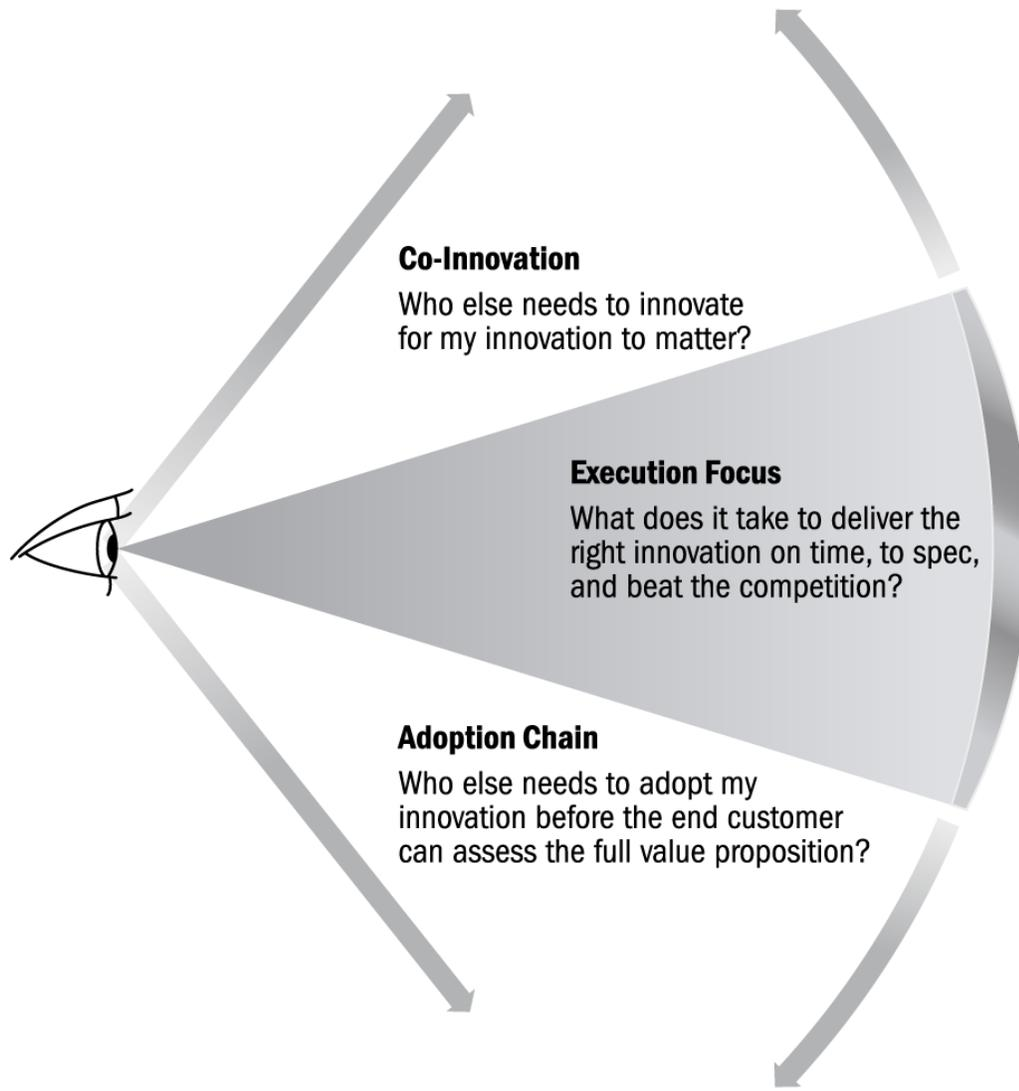 Co-Innovation
Who else needs to innovate
for my innovation to matter?
Execution Focus
What does it take to deliver the
right innovation on time, to spec,
and beat the competition?
Adoption Chain
Who else needs to adopt my
innovation before the end customer
can assess the full value proposition?